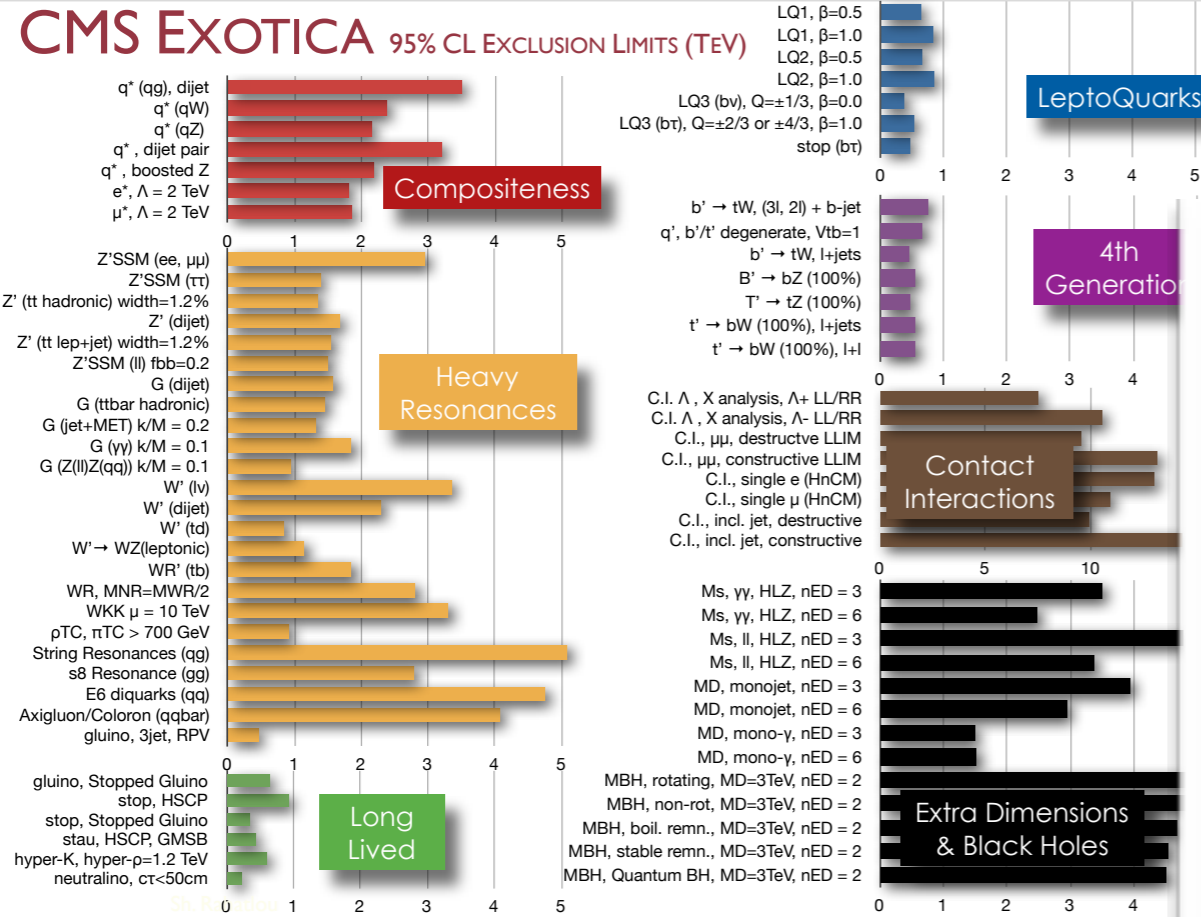 CMS EXOTICA 95% CL EXCLUSION LIMITS (TEV)
q* (qg), dijet
q* (qW)
q* (qZ)
q* , dijet pair
q* , boosted Z
e*, Λ = 2 TeV
μ*, Λ = 2 TeV
Compositeness
0 1 2 3 4 5
Z'SSM (ee, μμ)
Z'SSM (ττ)
Z' (tt hadronic) width=1.2%
Z' (dijet)
Z' (tt lep+jet) width=1.2%
Z'SSM (ll) fbb=0.2
G (dijet)
G (ttbar hadronic)
G (jet+MET) k/M = 0.2
G (γγ) k/M = 0.1
G (Z(ll)Z(qq)) k/M = 0.1
W' (lν)
W' (dijet)
W' (td)
W'→ WZ(leptonic)
WR' (tb)
WR, MNR=MWR/2
WKK μ = 10 TeV
ρTC, πTC > 700 GeV
String Resonances (qg)
s8 Resonance (gg)
E6 diquarks (qq)
Axigluon/Coloron (qqbar)
gluino, 3jet, RPV
Heavy
Resonances
0 1 2 3 4 5
gluino, Stopped Gluino
stop, HSCP
stop, Stopped Gluino
stau, HSCP, GMSB
hyper-K, hyper-ρ=1.2 TeV
neutralino, cτ<50cm
Long
Lived
0 1 2 3 4 5
LQ1, β=0.5
LQ1, β=1.0
LQ2, β=0.5
LQ2, β=1.0
LQ3 (bν), Q=±1/3, β=0.0
LQ3 (bτ), Q=±2/3 or ±4/3, β=1.0
stop (bτ)
LeptoQuarks
0 1 2 3 4 5
b' → tW, (3l, 2l) + b-jet
q', b'/t' degenerate, Vtb=1
b' → tW, l+jets
B' → bZ (100%)
T' → tZ (100%)
t' → bW (100%), l+jets
t' → bW (100%), l+l
4th
Generation
0 1 2 3 4
C.I. Λ , X analysis, Λ+ LL/RR
C.I. Λ , X analysis, Λ- LL/RR
C.I., μμ, destructve LLIM
C.I., μμ, constructive LLIM
C.I., single e (HnCM)
C.I., single μ (HnCM)
C.I., incl. jet, destructive
C.I., incl. jet, constructive
Contact
Interactions
0 5 10
Ms, γγ, HLZ, nED = 3
Ms, γγ, HLZ, nED = 6
Ms, ll, HLZ, nED = 3
Ms, ll, HLZ, nED = 6
MD, monojet, nED = 3
MD, monojet, nED = 6
MD, mono-γ, nED = 3
MD, mono-γ, nED = 6
MBH, rotating, MD=3TeV, nED = 2
MBH, non-rot, MD=3TeV, nED = 2
MBH, boil. remn., MD=3TeV, nED = 2
MBH, stable remn., MD=3TeV, nED = 2
MBH, Quantum BH, MD=3TeV, nED = 2
Extra Dimensions
& Black Holes
0 1 2 3 4